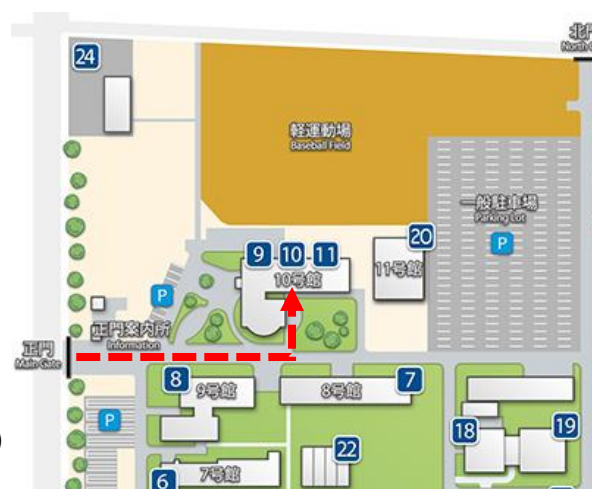 北門
24
軽運動場
Baseball Field
一般駐車場
Parking Lot
P
20
9 10 11
10号館
11号館
P
正門案内所
Information
正門
Main Gate
8
9号館
8号館
7
P
18
19
22
6
7号館